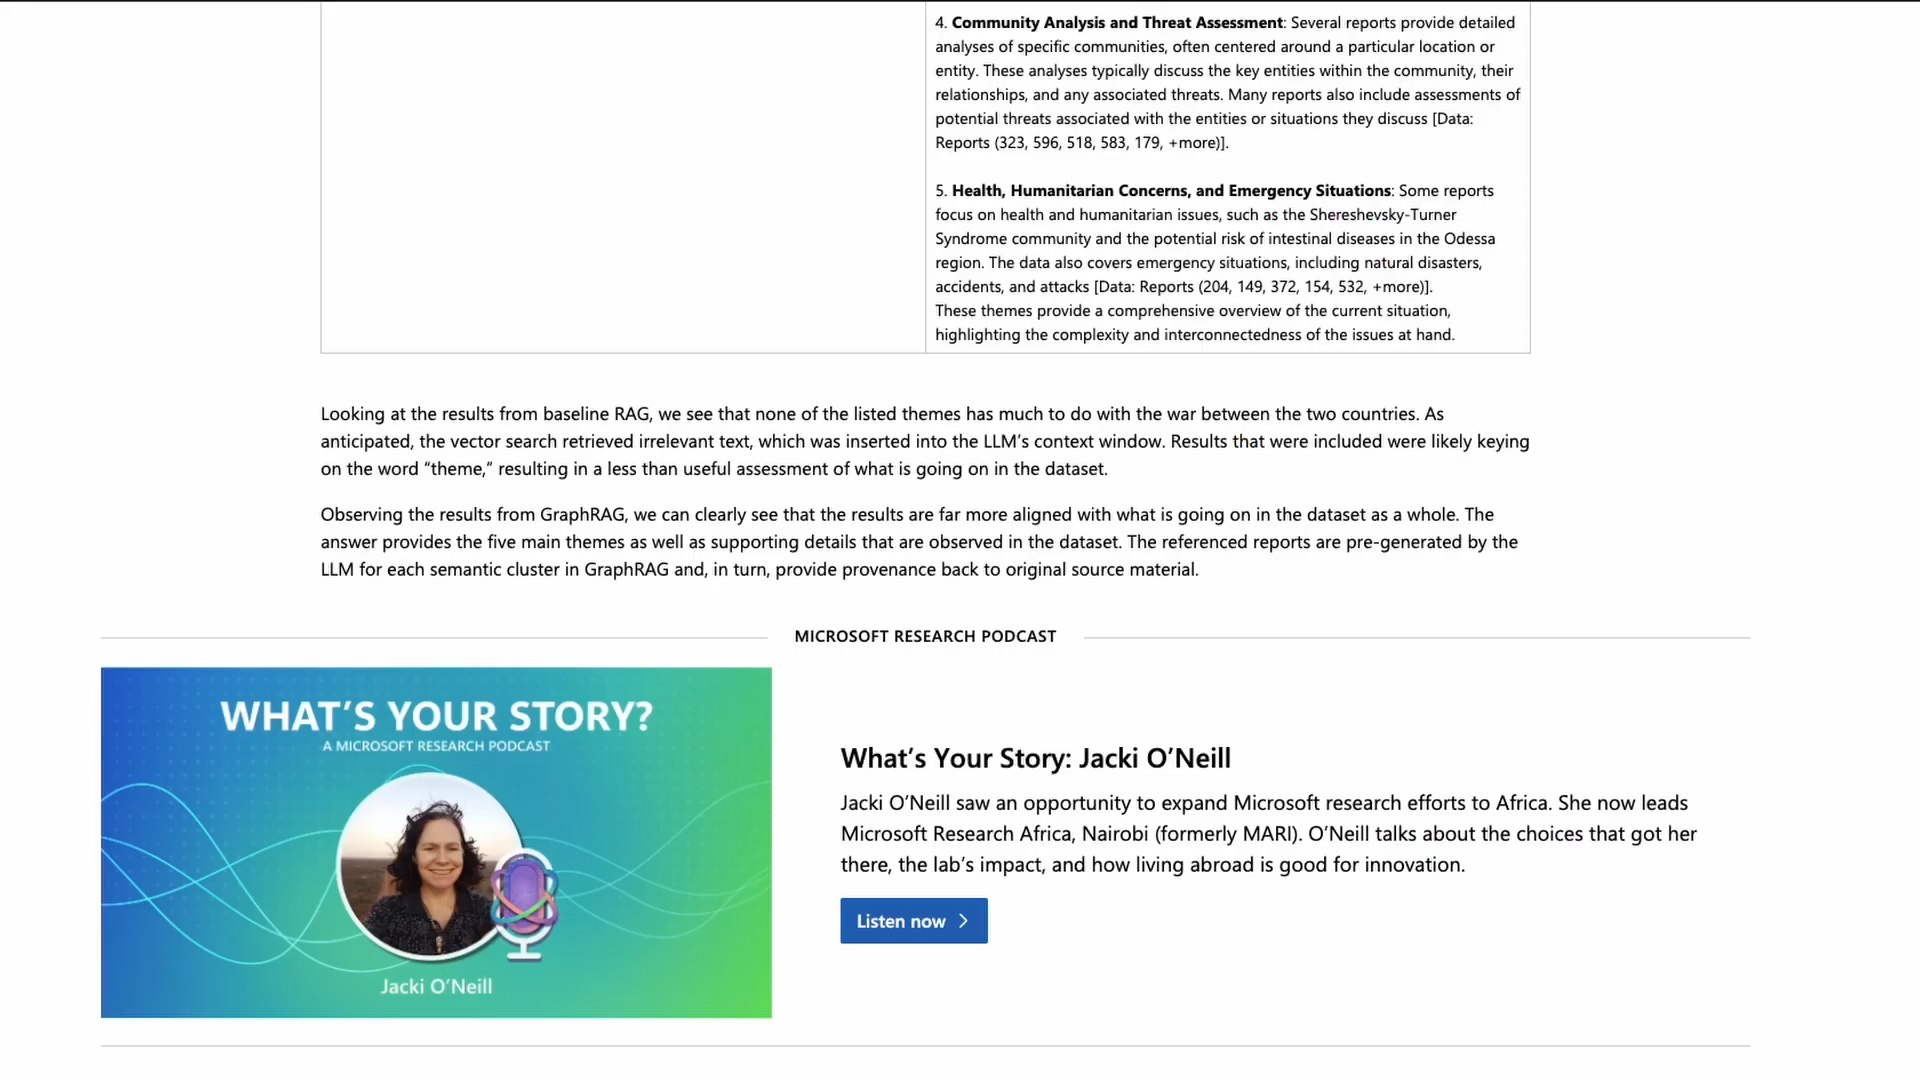 4. Community Analysis and Threat Assessment: Several reports provide detailed
analyses of specific communities, often centered around a particular location or
entity. These analyses typically discuss the key entities within the community, their
relationships, and any associated threats. Many reports also include assessments of
potential threats associated with the entities or situations they discuss [Data:
Reports (323, 596, 518, 583, 179, +more)].
5. Health, Humanitarian Concerns, and Emergency Situations: Some reports
focus on health and humanitarian issues, such as the Shereshevsky-Turner
Syndrome community and the potential risk of intestinal diseases in the Odessa
region. The data also covers emergency situations, including natural disasters,
accidents, and attacks [Data: Reports (204, 149, 372, 154, 532, +more)].
These themes provide a comprehensive overview of the current situation,
highlighting the complexity and interconnectedness of the issues at hand.
Looking at the results from baseline RAG, we see that none of the listed themes has much to do with the war between the two countries. As
anticipated, the vector search retrieved irrelevant text, which was inserted into the LLM’s context window. Results that were included were likely keying
on the word “theme,” resulting in a less than useful assessment of what is going on in the dataset.
Observing the results from GraphRAG, we can clearly see that the results are far more aligned with what is going on in the dataset as a whole. The
answer provides the five main themes as well as supporting details that are observed in the dataset. The referenced reports are pre-generated by the
LLM for each semantic cluster in GraphRAG and, in turn, provide provenance back to original source material.
MICROSOFT RESEARCH PODCAST
WHAT’S YOUR STORY?
A MICROSOFT RESEARCH PODCAST
Jacki O’Neill
What’s Your Story: Jacki O’Neill
Jacki O’Neill saw an opportunity to expand Microsoft research efforts to Africa. She now leads
Microsoft Research Africa, Nairobi (formerly MARI). O’Neill talks about the choices that got her
there, the lab’s impact, and how living abroad is good for innovation.
Listen now